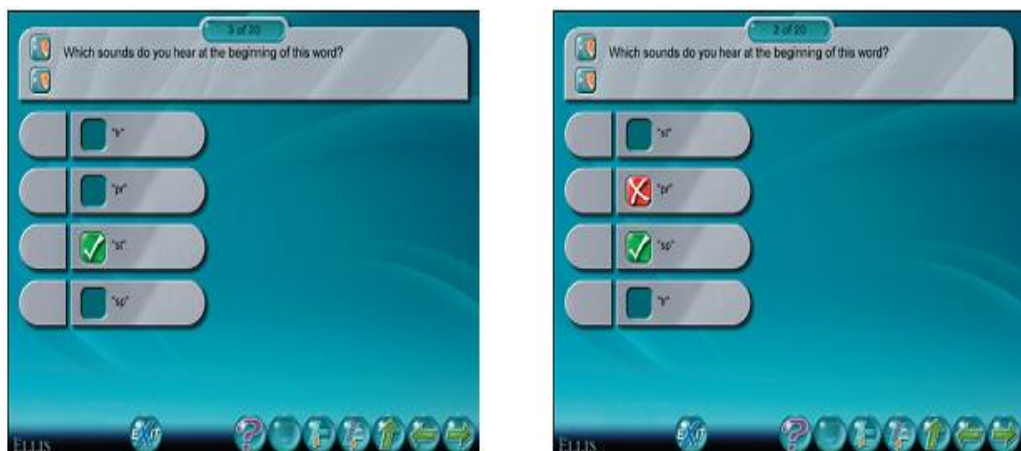 3 of 20
Which sounds do you hear at the beginning of this word?
"tr"
"pr"
"st"
"sp"
EXIT
?
ELLIS
2 of 20
Which sounds do you hear at the beginning of this word?
"st"
"pr"
"sp"
"tr"
EXIT
?
ELLIS